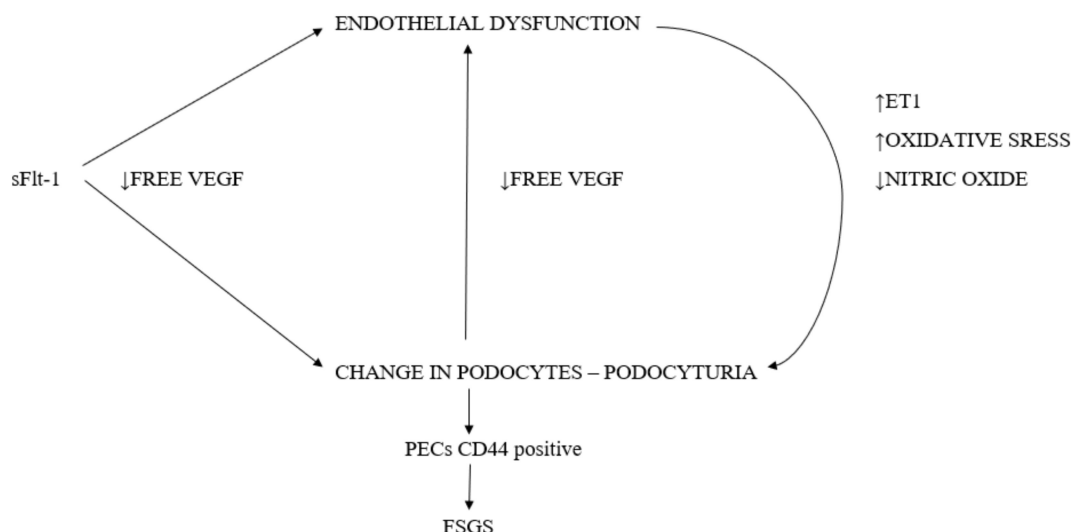 ENDOTHELIAL DYSFUNCTION
↑ET1
↑OXIDATIVE SRESS
sFlt-1
↓FREE VEGF
↓FREE VEGF
↓NITRIC OXIDE
CHANGE IN PODOCYTES – PODOCYTURIA
PECs CD44 positive
FSGS